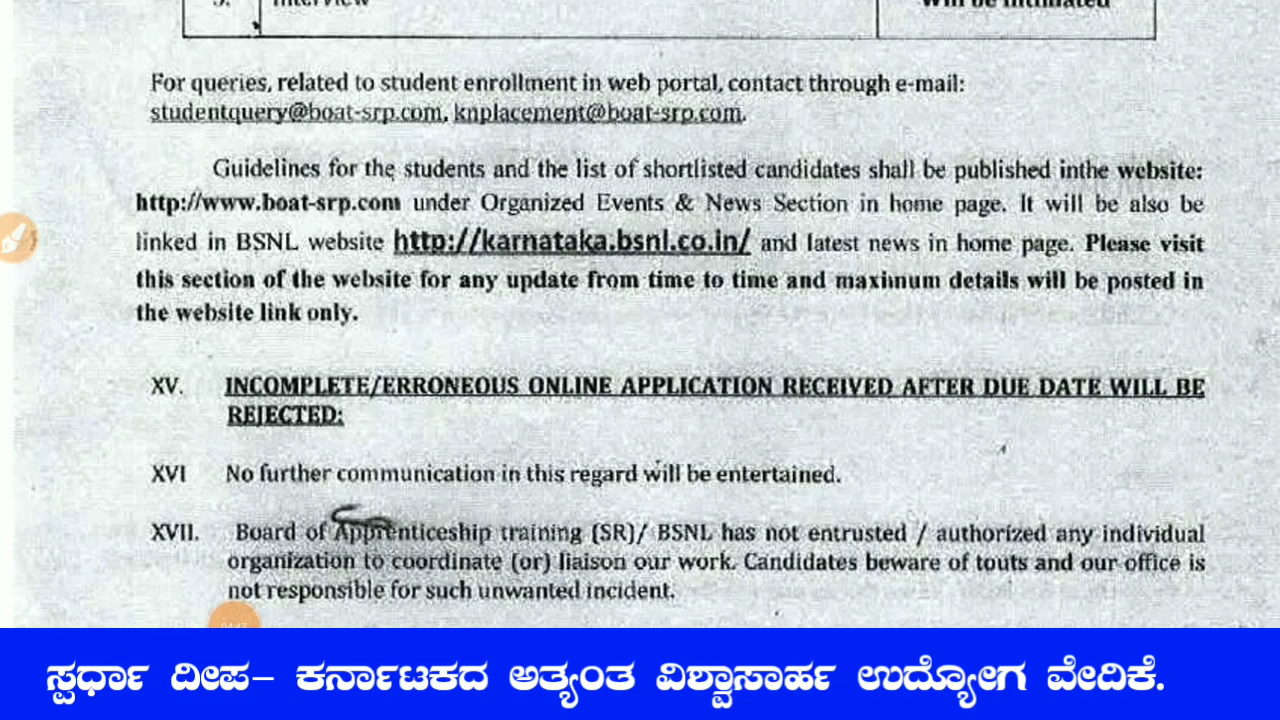 Interview Will be intimated
For queries, related to student enrollment in web portal, contact through e-mail:
studentquery@boat-srp.com, knplacement@boat-srp.com.
Guidelines for the students and the list of shortlisted candidates shall be published inthe website:
http://www.boat-srp.com under Organized Events & News Section in home page. It will be also be
linked in BSNL website http://karnataka.bsnl.co.in/ and latest news in home page. Please visit
this section of the website for any update from time to time and maximum details will be posted in
the website link only.
XV. INCOMPLETE/ERRONEOUS ONLINE APPLICATION RECEIVED AFTER DUE DATE WILL BE
REJECTED:
XVI No further communication in this regard will be entertained.
XVII. Board of Apprenticeship training (SR)/ BSNL has not entrusted / authorized any individual
organization to coordinate (or) liaison our work. Candidates beware of touts and our office is
not responsible for such unwanted incident.
ಸ್ಪರ್ಧಾ ದೀಪ- ಕರ್ನಾಟಕದ ಅತ್ಯಂತ ವಿಶ್ವಾಸಾರ್ಹ ಉದ್ಯೋಗ ವೇದಿಕೆ.